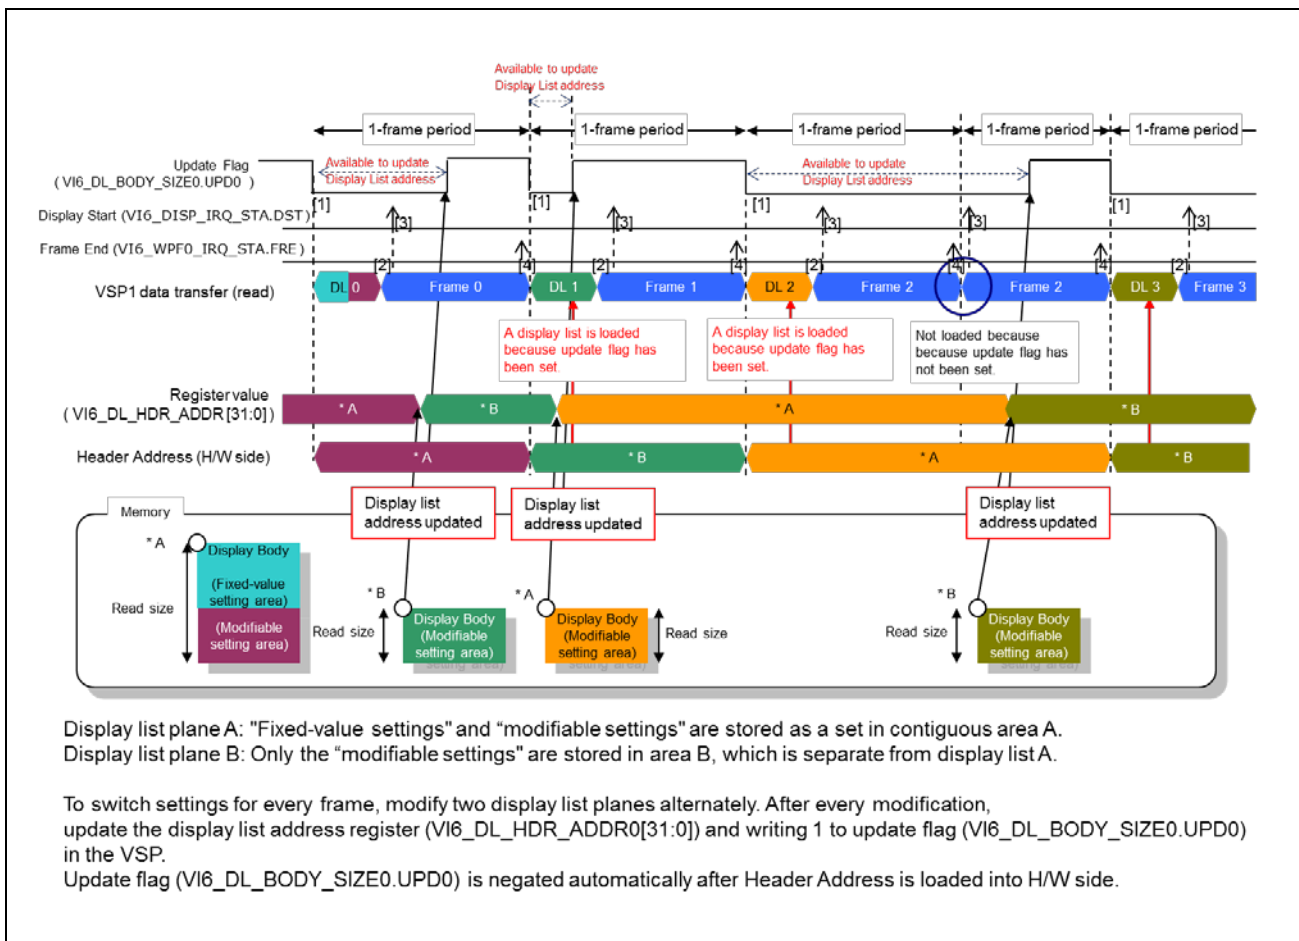 Available to update
Display List address
1-frame period
1-frame period
1-frame period
1-frame period
1-frame period
Update Flag
( VI6_DL_BODY_SIZE0.UPD0 )
Available to update
Display List address
Available to update
Display List address
[1]
[1]
[1]
[1]
Display Start (VI6_DISP_IRQ_STA.DST)
[3]
[3]
[3]
[3]
[3]
Frame End (VI6_WPF0_IRQ_STA.FRE)
[2]
[4]
[2]
[4]
[2]
[4]
[4]
[2]
VSP1 data transfer (read)
DL 0
Frame 0
DL 1
Frame 1
DL 2
Frame 2
Frame 2
DL 3
Frame 3
A display list is loaded
because update flag has
been set.
A display list is loaded
because update flag has
been set.
Not loaded because
because update flag has
not been set.
Register value
( VI6_DL_HDR_ADDR[31:0])
* A
* B
* A
* B
Header Address (H/W side)
* A
* B
* A
* B
Display list
address updated
Display list
address updated
Display list
address updated
Memory
* A
Display Body
(Fixed-value
setting area)
(Modifiable
setting area)
Read size
* B
Read size
Display Body
(Modifiable
setting area)
* A
Display Body
(Modifiable
setting area)
Read size
* B
Read size
Display Body
(Modifiable
setting area)
Display list plane A: "Fixed-value settings" and “modifiable settings" are stored as a set in contiguous area A.
Display list plane B: Only the “modifiable settings" are stored in area B, which is separate from display list A.
To switch settings for every frame, modify two display list planes alternately. After every modification,
update the display list address register (VI6_DL_HDR_ADDR0[31:0]) and writing 1 to update flag (VI6_DL_BODY_SIZE0.UPD0)
in the VSP.
Update flag (VI6_DL_BODY_SIZE0.UPD0) is negated automatically after Header Address is loaded into H/W side.